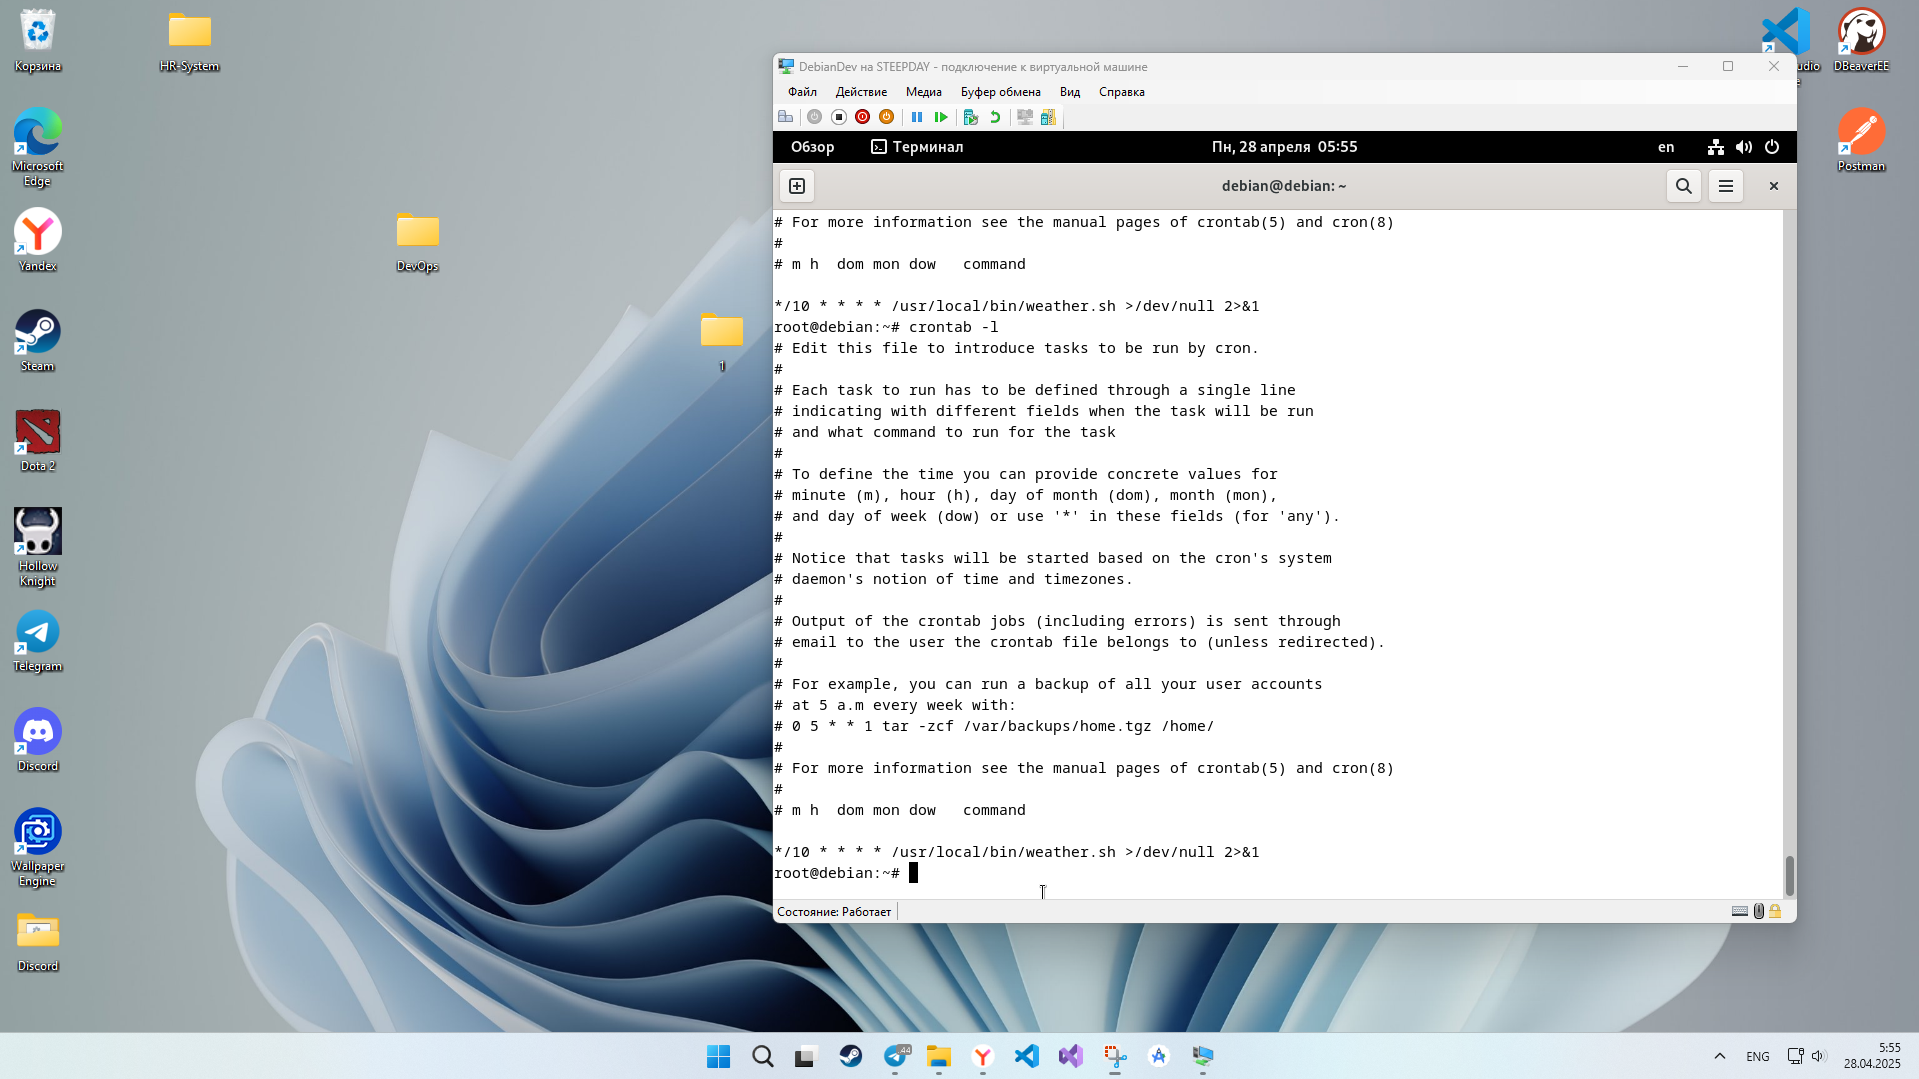 Корзина
HR-System
Microsoft Edge
Yandex
Steam
Dota 2
Hollow Knight
Telegram
Discord
Wallpaper Engine
Discord
DevOps
1
DBeaverEE
Postman
DebianDev на STEEPDAY - подключение к виртуальной машине
Файл Действие Медиа Буфер обмена Вид Справка
Обзор Терминал Пн, 28 апреля 05:55 en
debian@debian: ~
# For more information see the manual pages of crontab(5) and cron(8)
#
# m h  dom mon dow   command

*/10 * * * * /usr/local/bin/weather.sh >/dev/null 2>&1
root@debian:~# crontab -l
# Edit this file to introduce tasks to be run by cron.
#
# Each task to run has to be defined through a single line
# indicating with different fields when the task will be run
# and what command to run for the task
#
# To define the time you can provide concrete values for
# minute (m), hour (h), day of month (dom), month (mon),
# and day of week (dow) or use '*' in these fields (for 'any').
#
# Notice that tasks will be started based on the cron's system
# daemon's notion of time and timezones.
#
# Output of the crontab jobs (including errors) is sent through
# email to the user the crontab file belongs to (unless redirected).
#
# For example, you can run a backup of all your user accounts
# at 5 a.m every week with:
# 0 5 * * 1 tar -zcf /var/backups/home.tgz /home/
#
# For more information see the manual pages of crontab(5) and cron(8)
#
# m h  dom mon dow   command

*/10 * * * * /usr/local/bin/weather.sh >/dev/null 2>&1
root@debian:~#
Состояние: Работает
44
ENG
5:55
28.04.2025